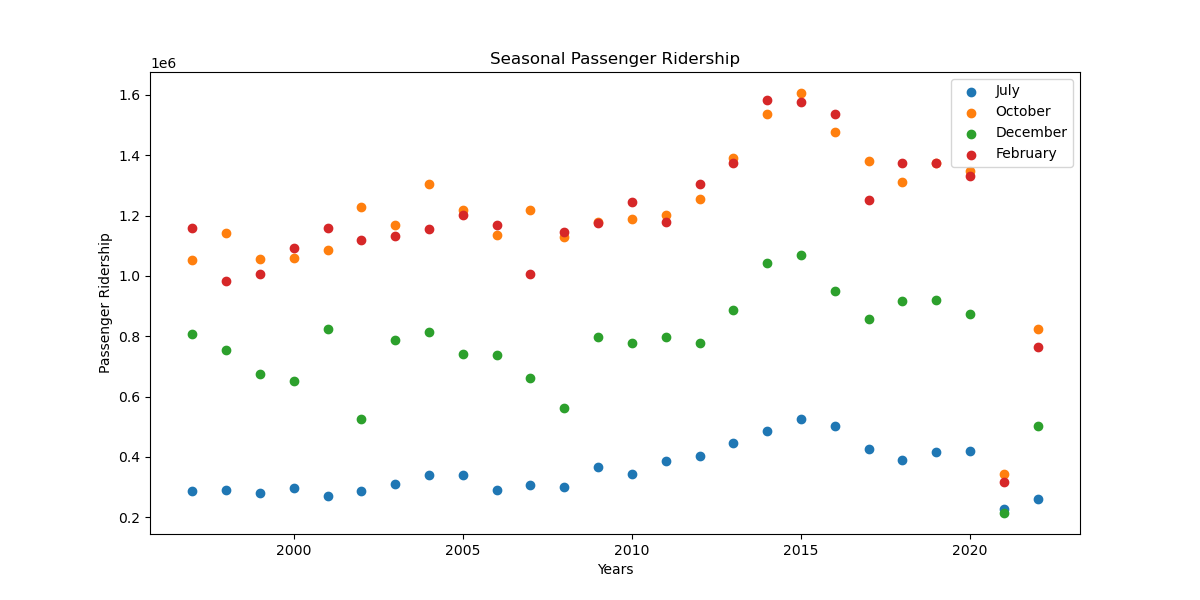 Seasonal Passenger Ridership
1e6
1.6
1.4
1.2
1.0
0.8
0.6
0.4
0.2
Passenger Ridership
2000 2005 2010 2015 2020
Years
July
October
December
February